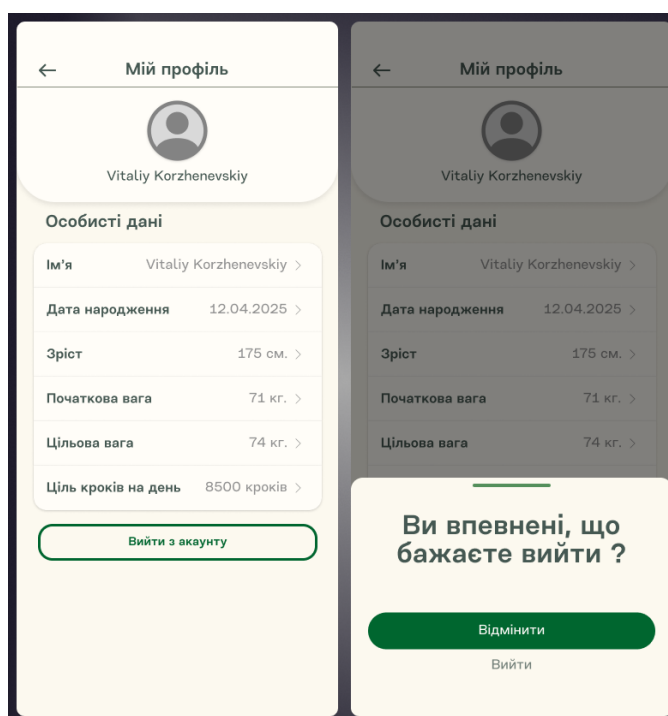 Мій профіль
Vitaliy Korzhenevskiy
Особисті дані
Ім'я Vitaliy Korzhenevskiy
Дата народження 12.04.2025
Зріст 175 см.
Початкова вага 71 кг.
Цільова вага 74 кг.
Ціль кроків на день 8500 кроків
Вийти з акаунту
Мій профіль
Vitaliy Korzhenevskiy
Особисті дані
Ім'я Vitaliy Korzhenevskiy
Дата народження 12.04.2025
Зріст 175 см.
Початкова вага 71 кг.
Цільова вага 74 кг.
Ви впевнені, що
бажаєте вийти ?
Відмінити
Вийти